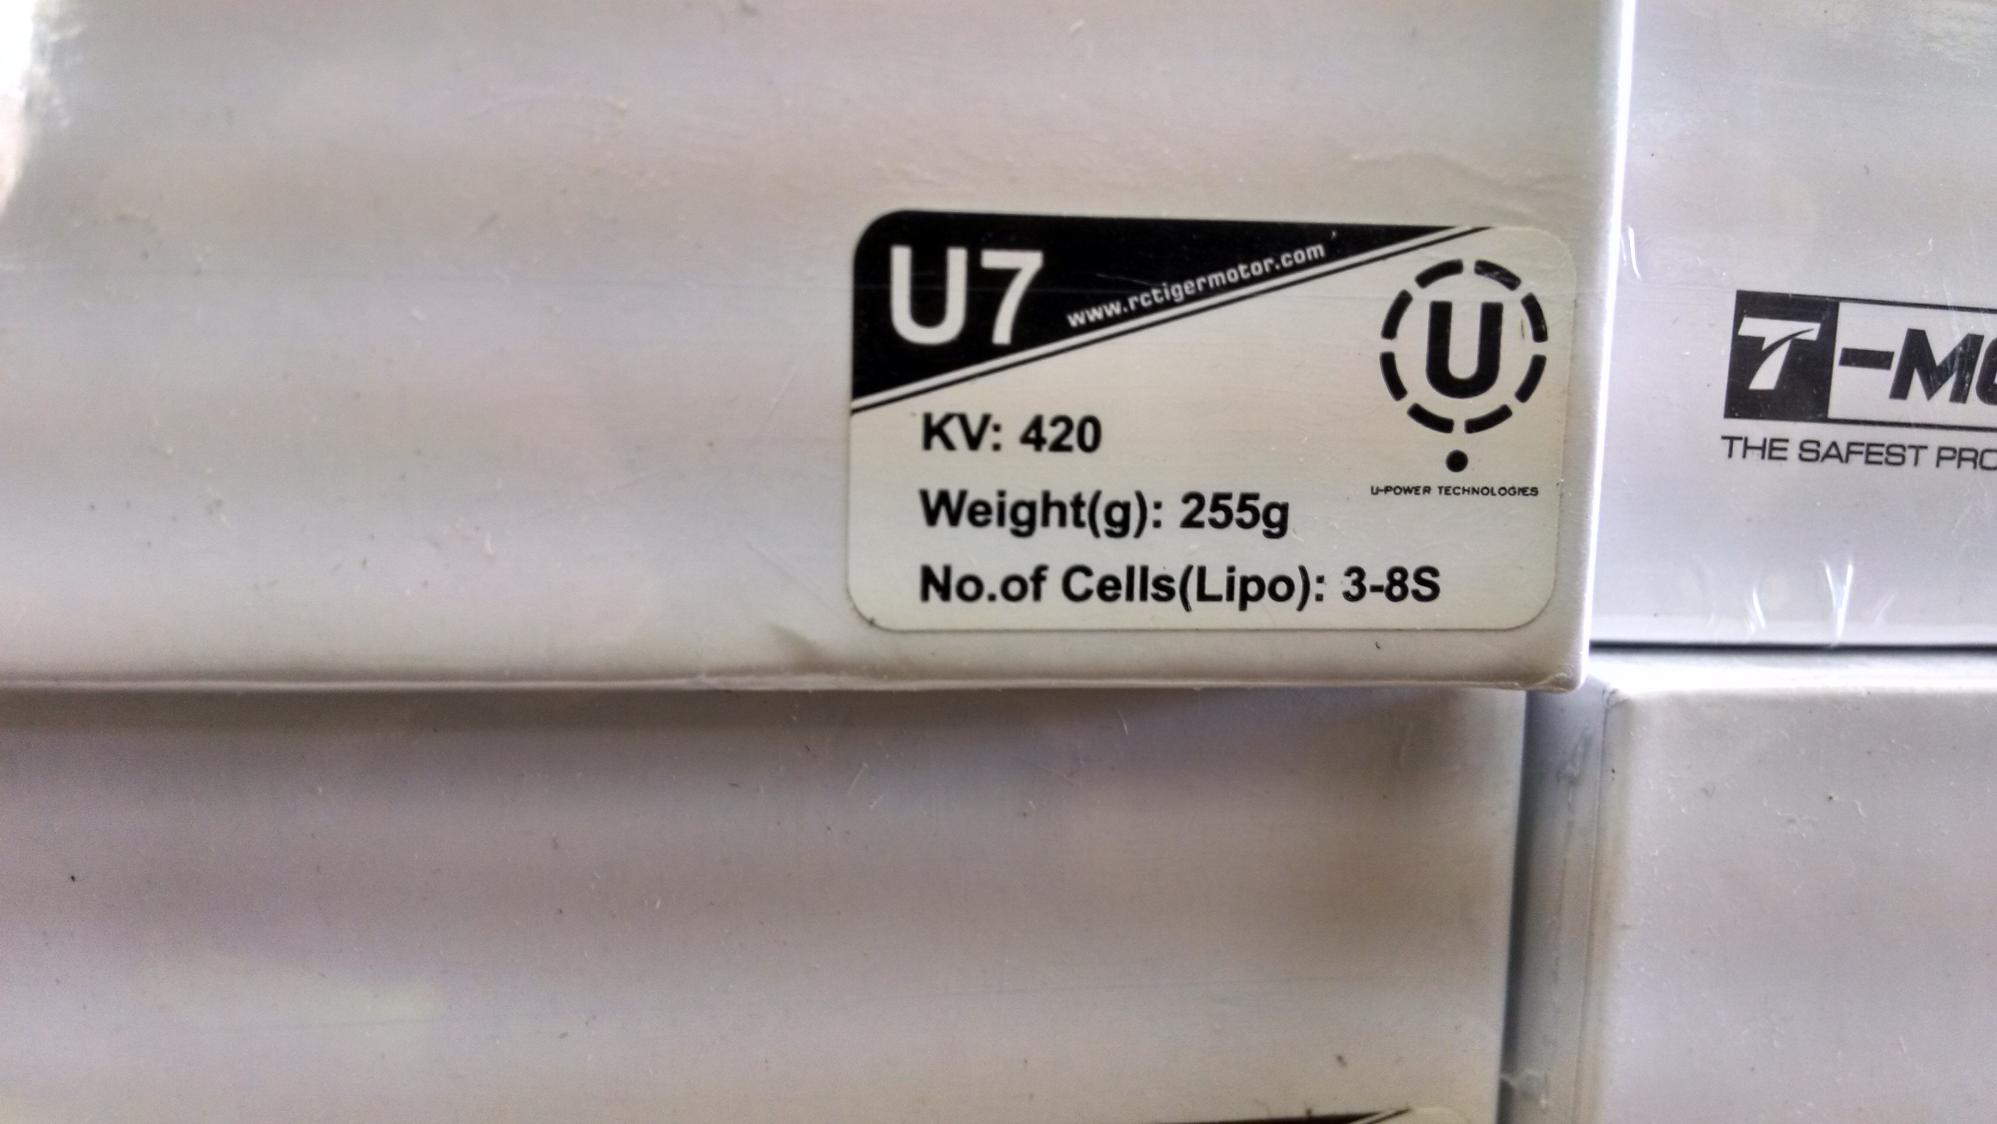 U7
www.rctigermotor.com
U
U-POWER TECHNOLOGIES
KV: 420
Weight(g): 255g
No.of Cells(Lipo): 3-8S
T-MO
THE SAFEST PRO